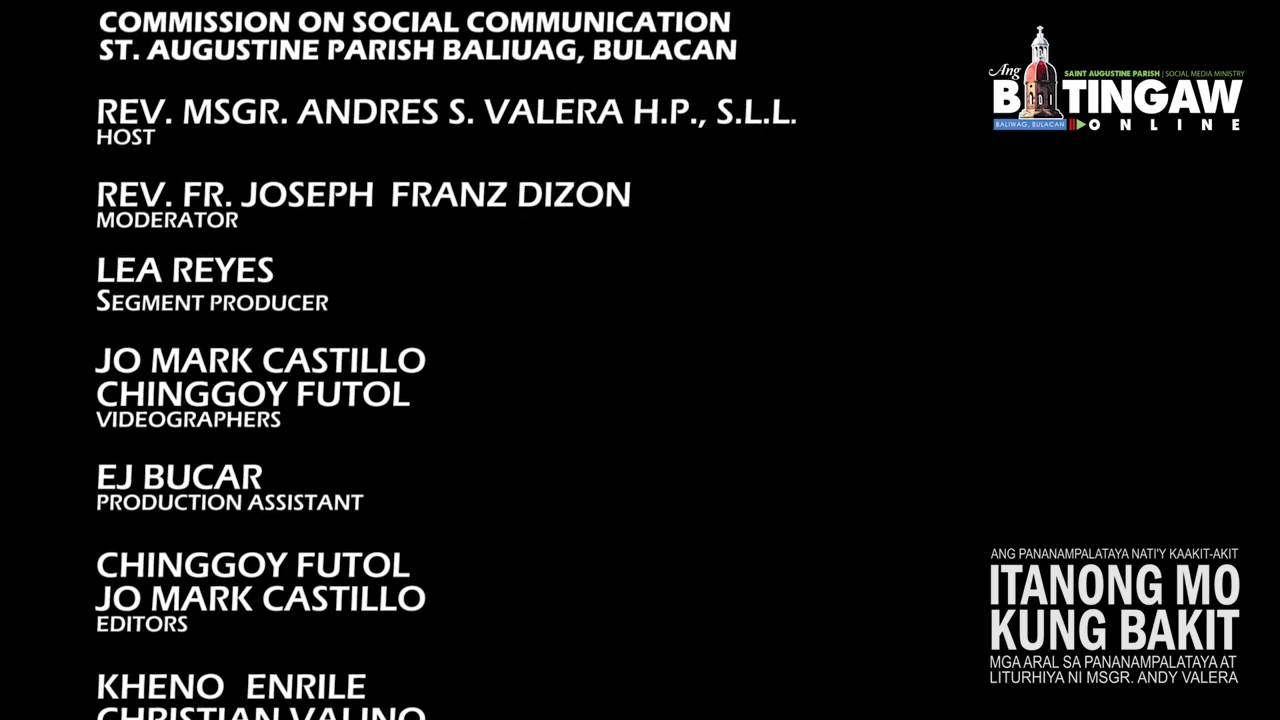 COMMISSION ON SOCIAL COMMUNICATION
ST. AUGUSTINE PARISH BALIUAG, BULACAN
REV. MSGR. ANDRES S. VALERA H.P., S.L.L.
HOST
REV. FR. JOSEPH FRANZ DIZON
MODERATOR
LEA REYES
SEGMENT PRODUCER
JO MARK CASTILLO
CHINGGOY FUTOL
VIDEOGRAPHERS
EJ BUCAR
PRODUCTION ASSISTANT
CHINGGOY FUTOL
JO MARK CASTILLO
EDITORS
KHENO ENRILE
CHRISTIAN VALINO
SAINT AUGUSTINE PARISH | SOCIAL MEDIA MINISTRY
Ang
BATINGAW
BALIWAG, BULACAN
ONLINE
ANG PANANAMPALATAYA NATI'Y KAAKIT-AKIT
ITANONG MO
KUNG BAKIT
MGA ARAL SA PANANAMPALATAYA AT
LITURHIYA NI MSGR. ANDY VALERA